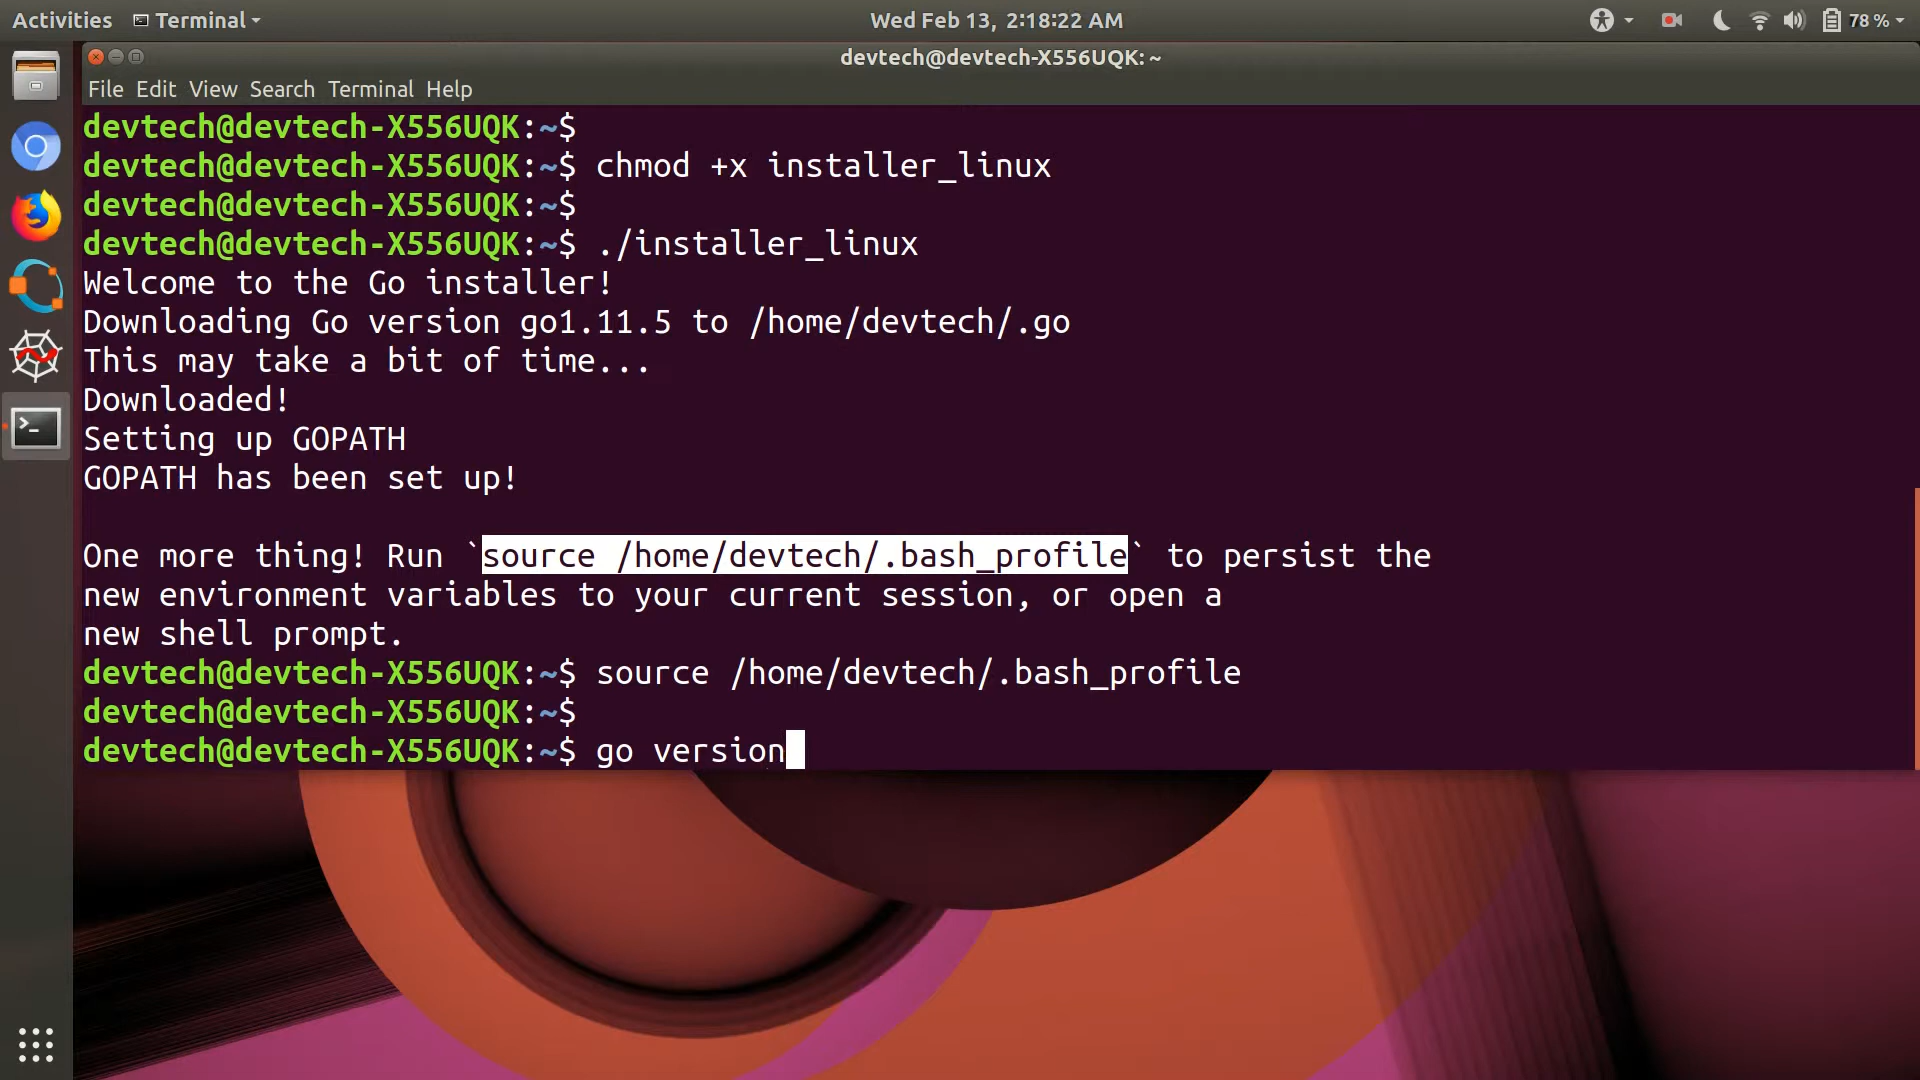 Activities Terminal Wed Feb 13, 2:18:22 AM 78 %
devtech@devtech-X556UQK: ~
File Edit View Search Terminal Help
devtech@devtech-X556UQK:~$
devtech@devtech-X556UQK:~$ chmod +x installer_linux
devtech@devtech-X556UQK:~$
devtech@devtech-X556UQK:~$ ./installer_linux
Welcome to the Go installer!
Downloading Go version go1.11.5 to /home/devtech/.go
This may take a bit of time...
Downloaded!
Setting up GOPATH
GOPATH has been set up!
One more thing! Run `source /home/devtech/.bash_profile` to persist the
new environment variables to your current session, or open a
new shell prompt.
devtech@devtech-X556UQK:~$ source /home/devtech/.bash_profile
devtech@devtech-X556UQK:~$
devtech@devtech-X556UQK:~$ go version